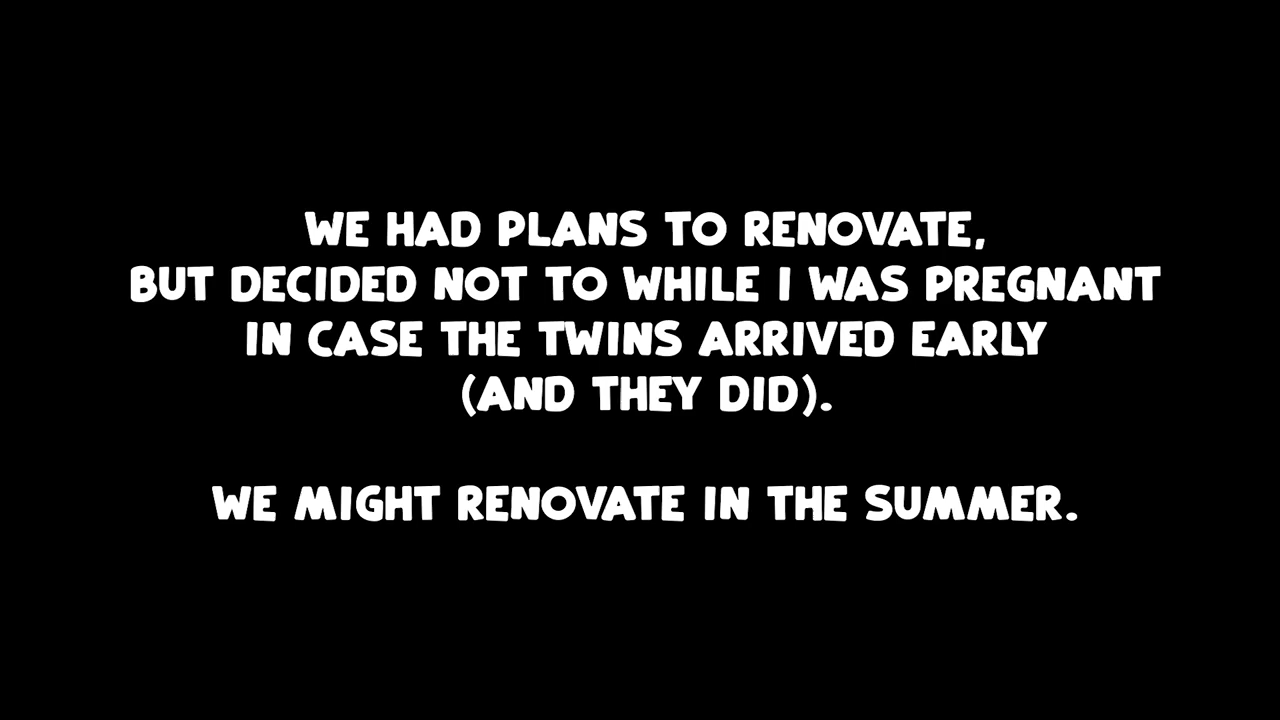 WE HAD PLANS TO RENOVATE,
BUT DECIDED NOT TO WHILE I WAS PREGNANT
IN CASE THE TWINS ARRIVED EARLY
(AND THEY DID).
WE MIGHT RENOVATE IN THE SUMMER.